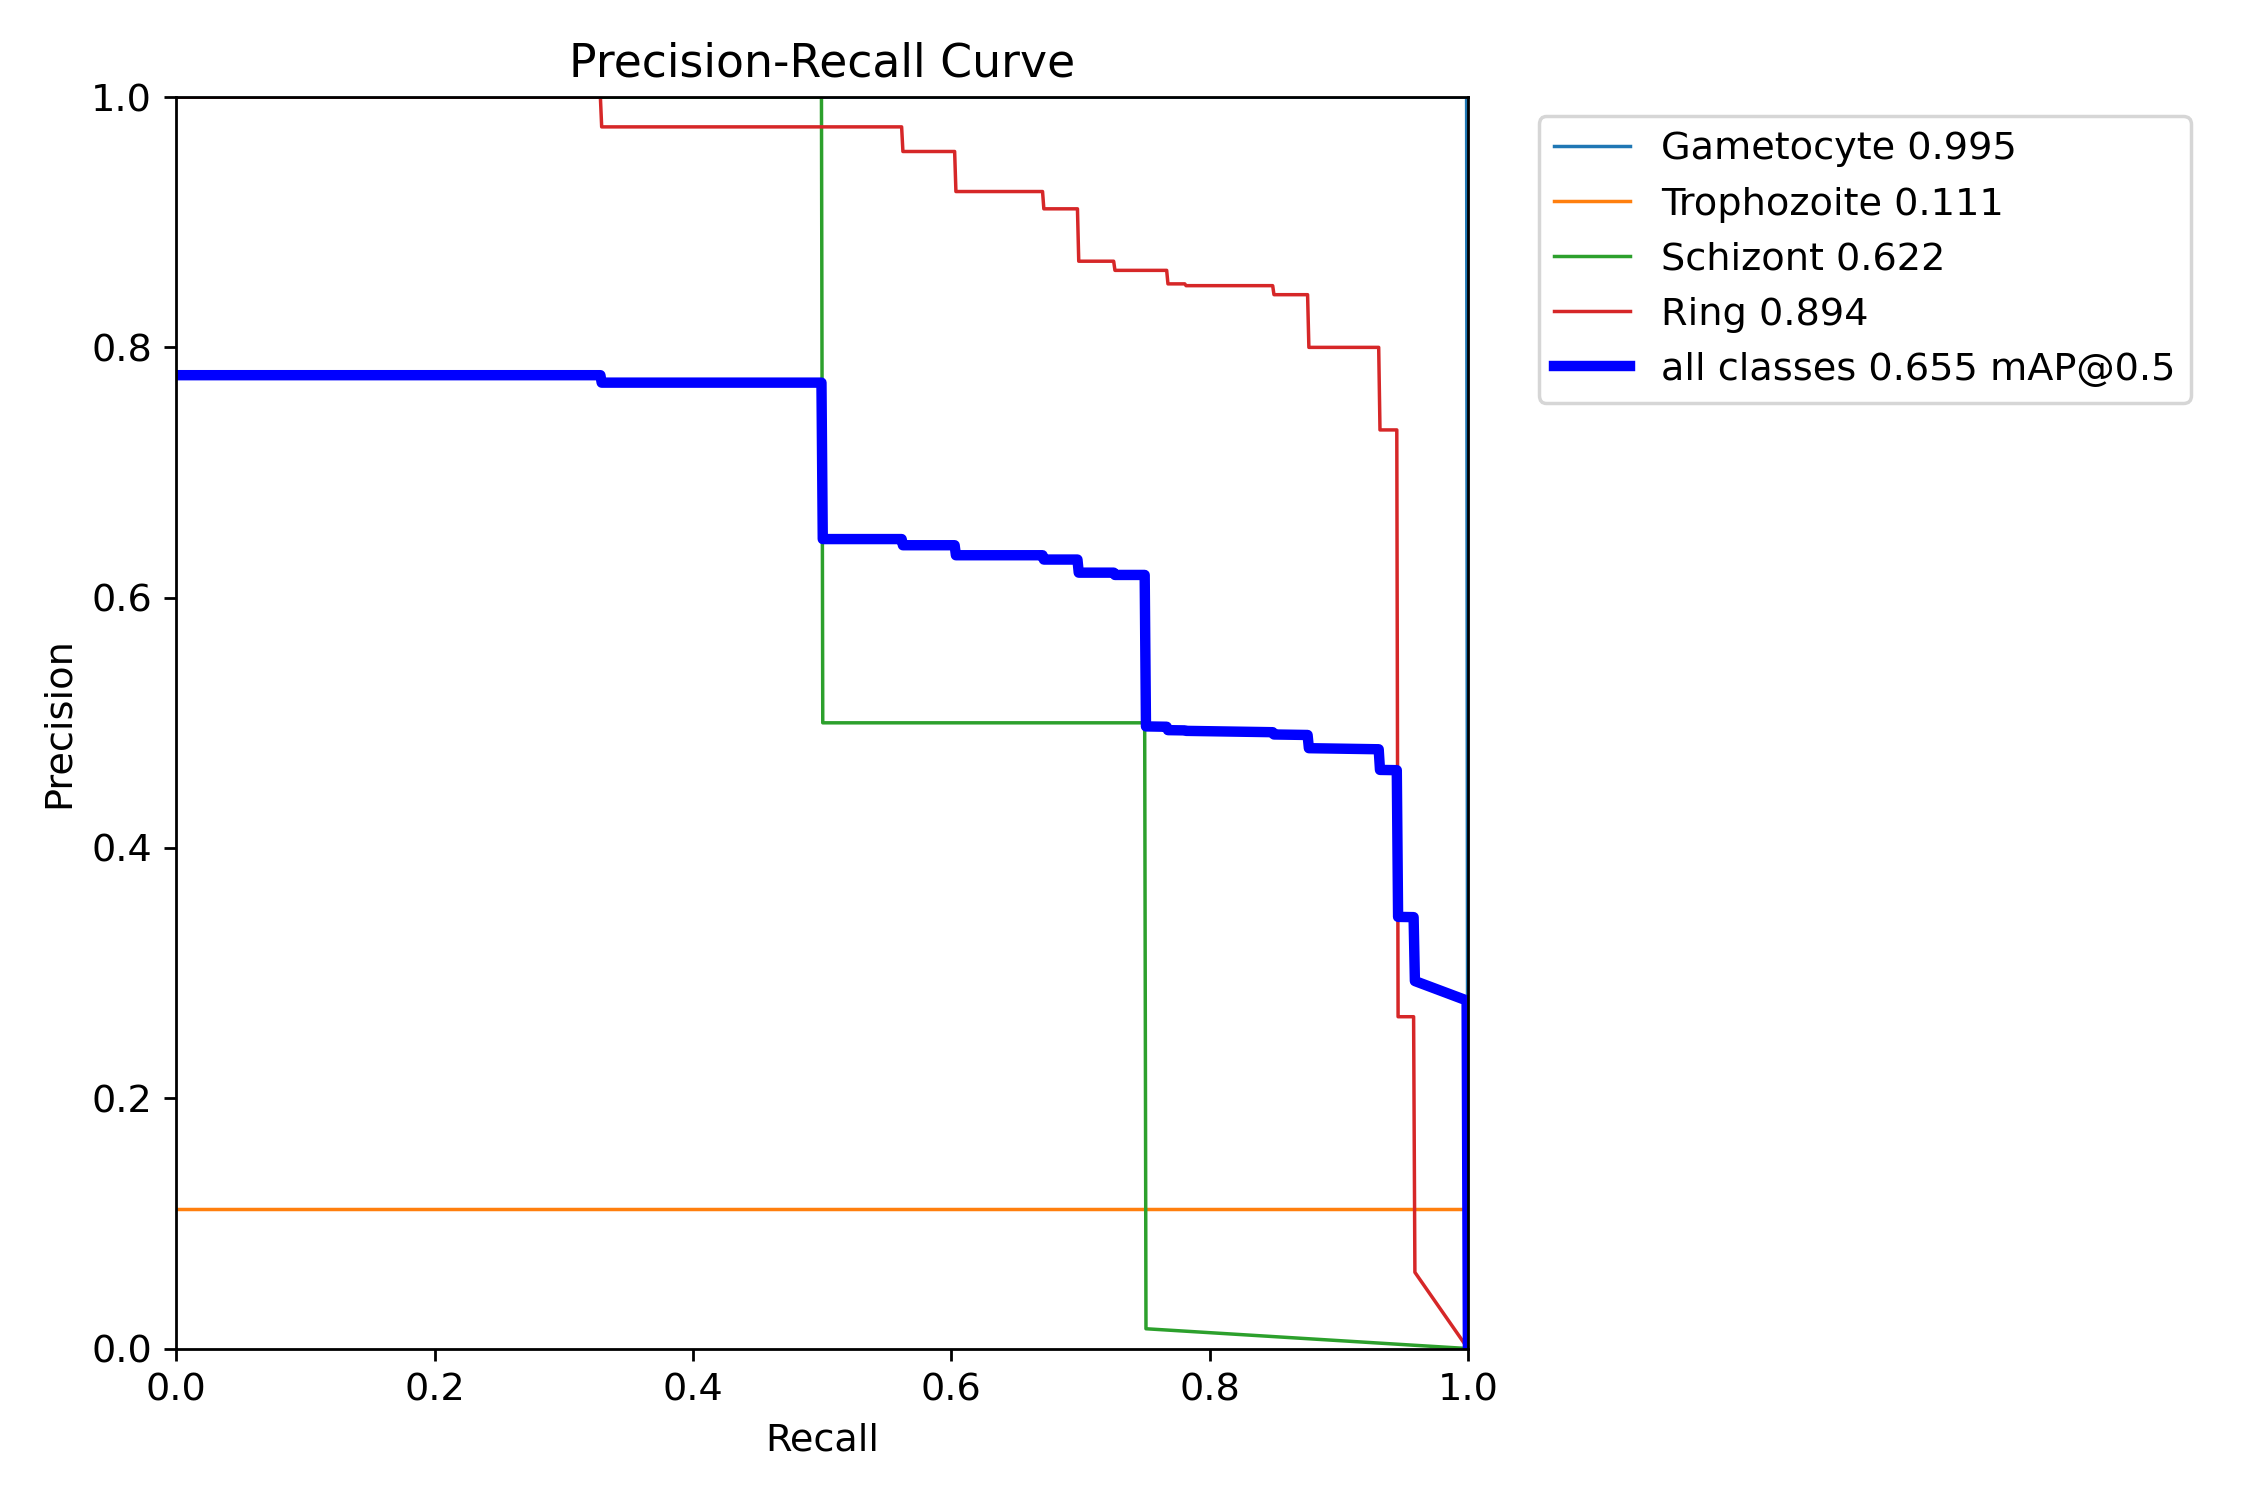 Precision-Recall Curve
1.0
0.8
0.6
0.4
0.2
0.0
Precision
0.0 0.2 0.4 0.6 0.8 1.0
Recall
Gametocyte 0.995
Trophozoite 0.111
Schizont 0.622
Ring 0.894
all classes 0.655 mAP@0.5